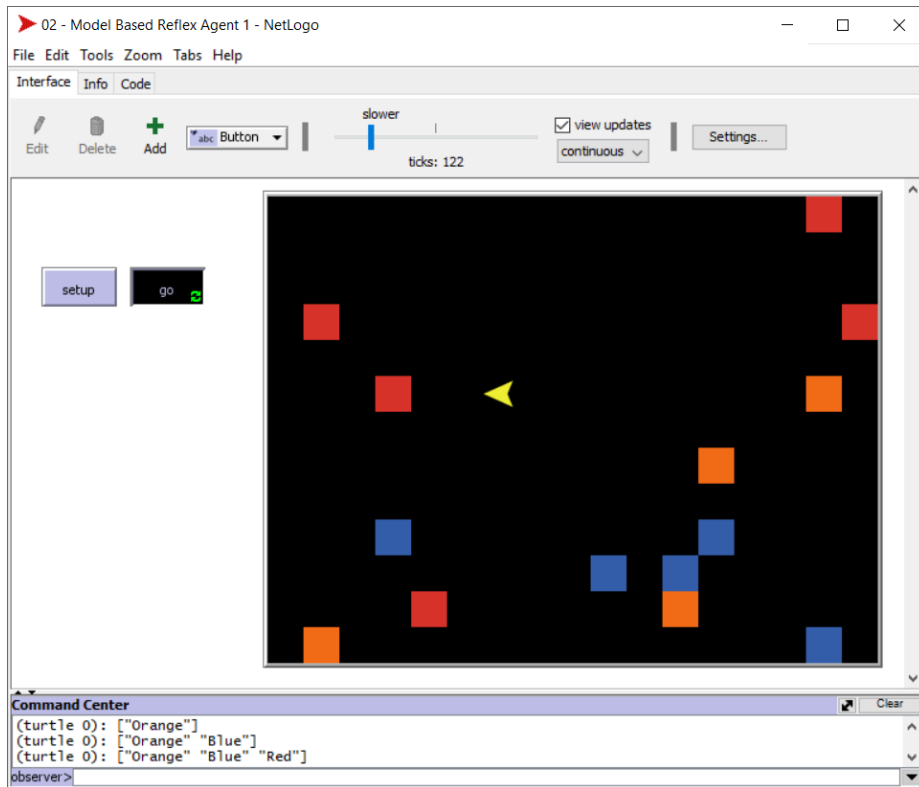 02 - Model Based Reflex Agent 1 - NetLogo
File Edit Tools Zoom Tabs Help
Interface Info Code
Edit Delete Add abc Button slower ticks: 122 view updates continuous Settings...
setup go
Command Center Clear
(turtle 0): ["Orange"]
(turtle 0): ["Orange" "Blue"]
(turtle 0): ["Orange" "Blue" "Red"]
observer>